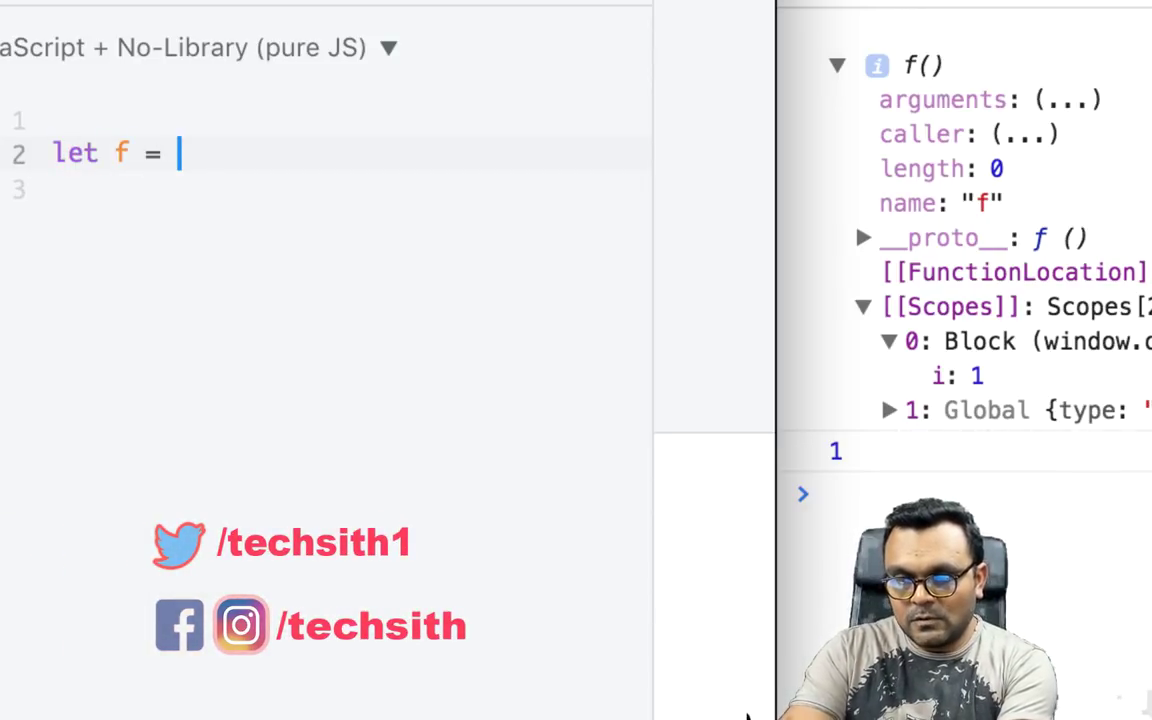 aScript + No-Library (pure JS) ▼
1
2 let f =
3
/techsith1
/techsith
▼ i f()
arguments: (...)
caller: (...)
length: 0
name: "f"
▶ __proto__: ƒ ()
[[FunctionLocation]
▼ [[Scopes]]: Scopes[2
▼ 0: Block (window.c
i: 1
▶ 1: Global {type: '
1
>